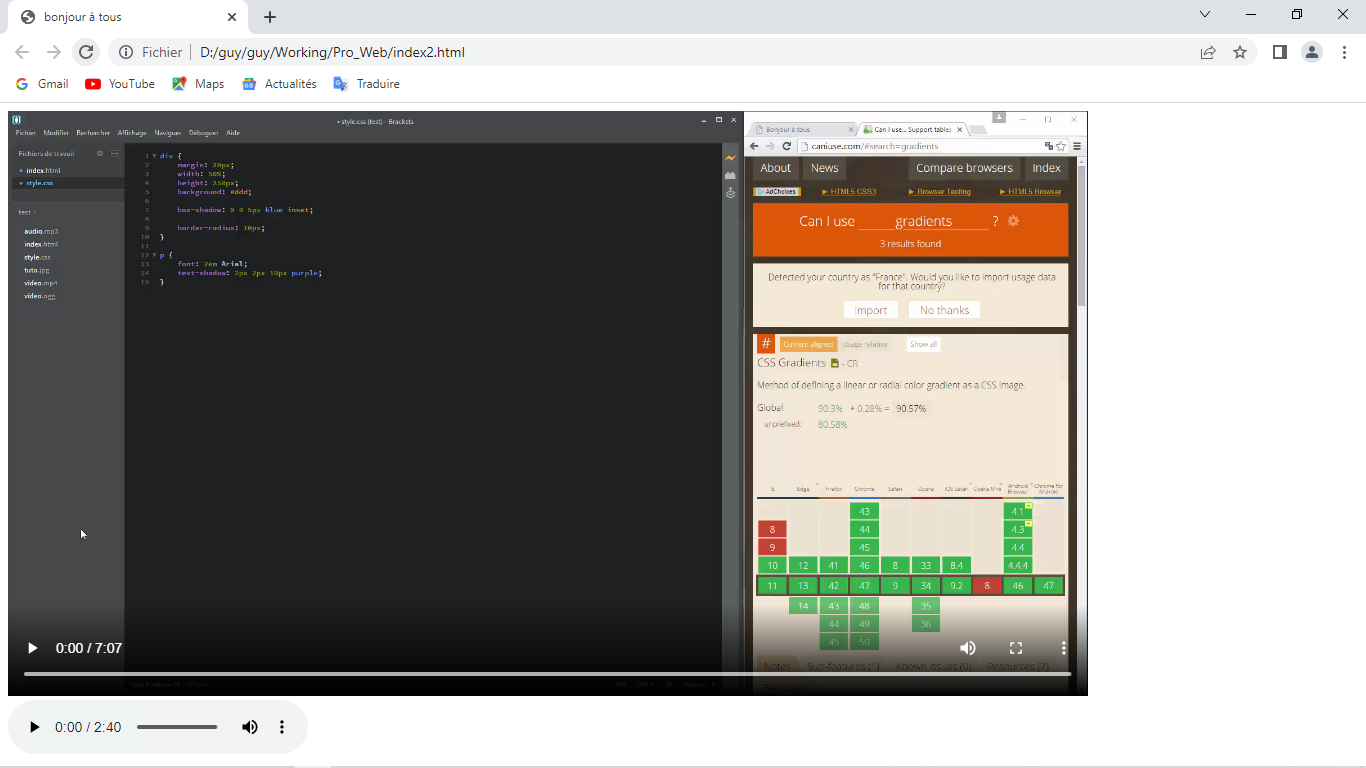 bonjour à tous
Fichier D:/guy/guy/Working/Pro_Web/index2.html
Gmail YouTube Maps Actualités Traduire
• style.css (test) - Brackets
Fichier Modifier Rechercher Affichage Naviguer Déboguer Aide
Fichiers de travail
index.html
style.css
test
audio.mp3
index.html
style.css
tuto.jpg
video.mp4
video.ogg
1 div {
2 margin: 20px;
3 width: 50%;
4 height: 250px;
5 background: #ddd;
6
7 box-shadow: 0 0 5px blue inset;
8
9 border-radius: 10px;
10 }
11
12 p {
13 font: 2em Arial;
14 text-shadow: 2px 2px 10px purple;
15 }
Bonjour à tous Can I use... Support tables
caniuse.com/#search=gradients
About News Compare browsers Index
AdChoices ► HTML5 CSS3 ► Browser Testing ► HTML5 Browser
Can I use gradients ?
3 results found
Detected your country as "France". Would you like to import usage data
for that country?
Import No thanks
# Current aligned Usage relative Show all
CSS Gradients - CR
Method of defining a linear or radial color gradient as a CSS image.
Global 90.3% + 0.28% = 90.57%
unprefixed: 80.58%
IE Edge Firefox Chrome Safari Opera iOS Safari Opera Mini Android Browser Chrome for Android
43 4.1
8 44 4.3
9 45 4.4
10 12 41 46 8 33 8.4 4.4.4
11 13 42 47 9 34 9.2 8 46 47
14 43 48 35
44 49 36
45 50
Notes Sub-features (1) Known issues (0) Resources (7)
0:00 / 7:07
0:00 / 2:40